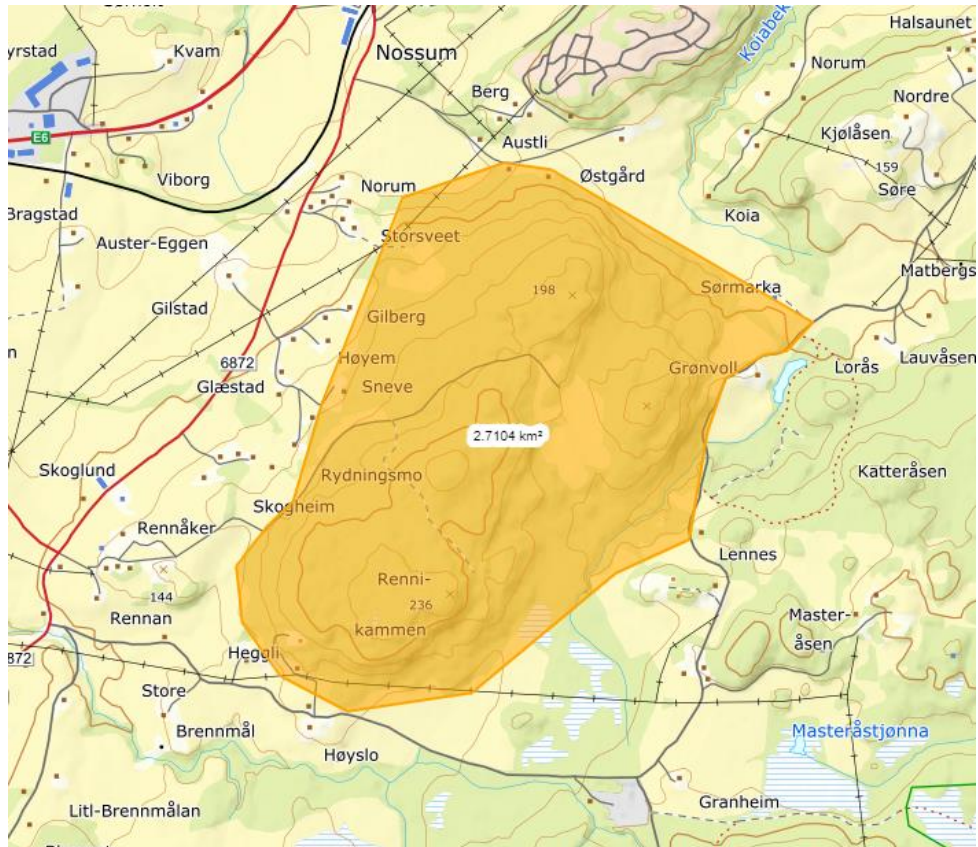 Nossum
Halsaunet
Kvam
Norum
Berg
Nordre
E6
Austli
Kjølåsen
159
Viborg
Norum
Østgård
Søre
Bragstad
Koia
Auster-Eggen
Storsveet
Matbergs
Sørmarka
198
Gilstad
Gilberg
6872
Høyem
Grønvoll
Lorås
Lauvåsen
Glæstad
Sneve
2.7104 km²
Skoglund
Rydningsmo
Katteråsen
Skogheim
Rennåker
Lennes
144
Renni-
236
Rennan
kammen
Master-
åsen
Heggli
872
Store
Brennmål
Masteråstjønna
Høyslo
Granheim
Litl-Brennmålan